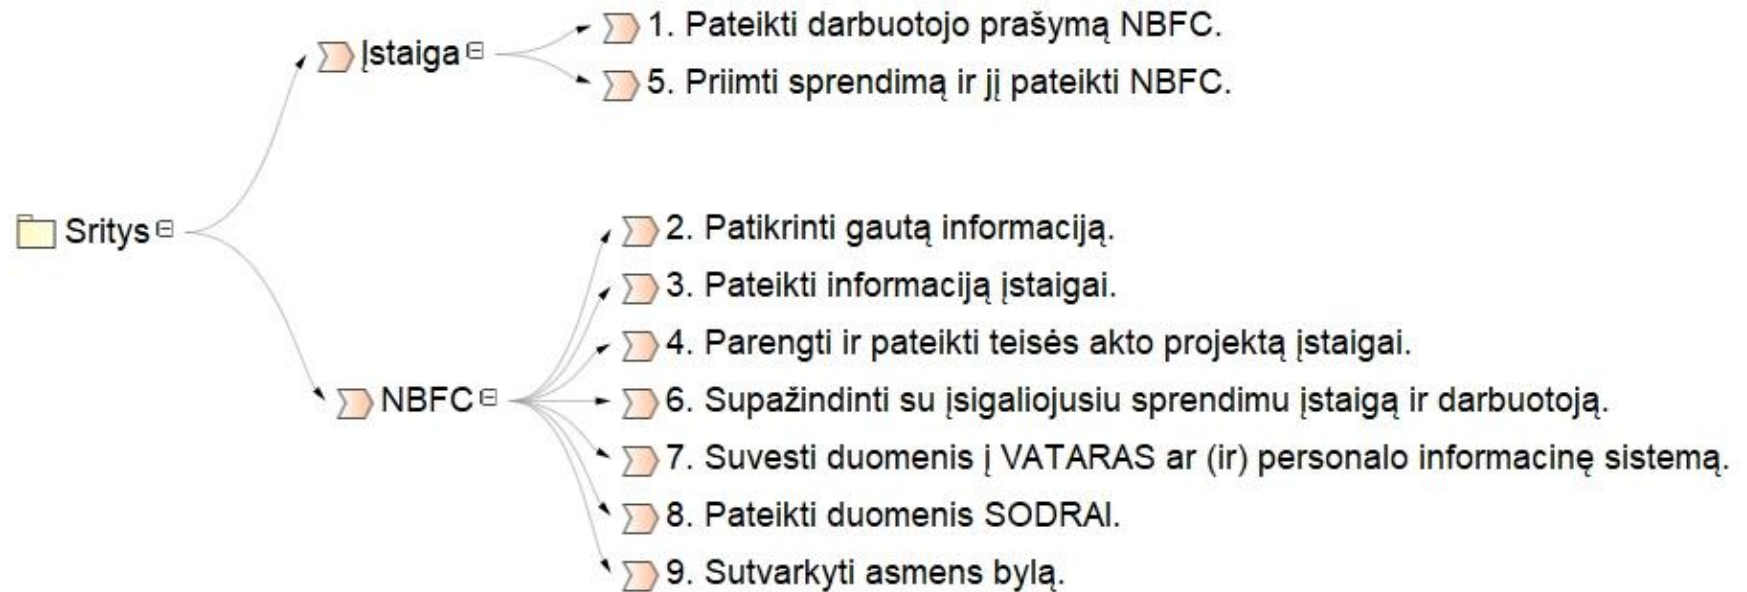 Sritys
Įstaiga
1. Pateikti darbuotojo prašymą NBFC.
5. Priimti sprendimą ir jį pateikti NBFC.
NBFC
2. Patikrinti gautą informaciją.
3. Pateikti informaciją įstaigai.
4. Parengti ir pateikti teisės akto projektą įstaigai.
6. Supažindinti su įsigaliojusiu sprendimu įstaigą ir darbuotoją.
7. Suvesti duomenis į VATARAS ar (ir) personalo informacinę sistemą.
8. Pateikti duomenis SODRAI.
9. Sutvarkyti asmens bylą.